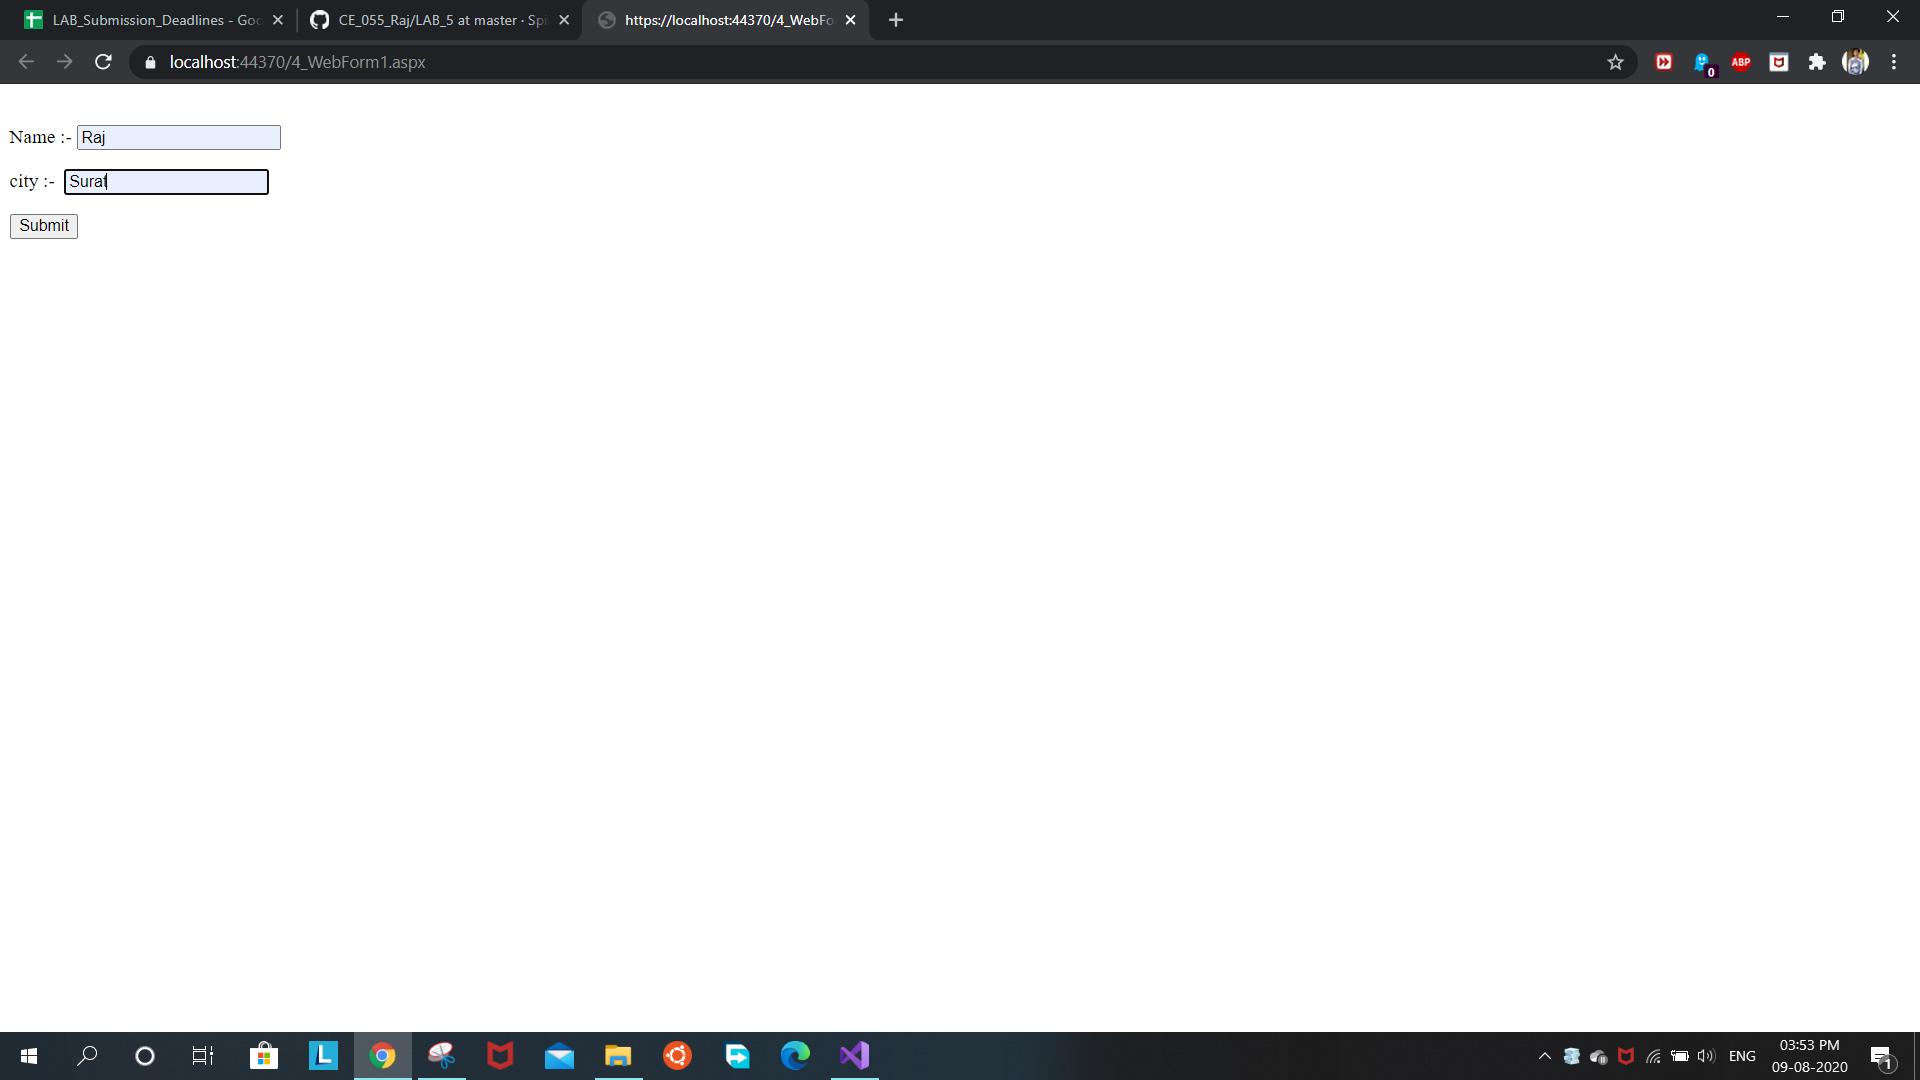 LAB_Submission_Deadlines - Goo
CE_055_Raj/LAB_5 at master · Spi
https://localhost:44370/4_WebFo
localhost:44370/4_WebForm1.aspx
0
ABP
Name :- Raj
city :- Surat
Submit
L
ENG
03:53 PM
09-08-2020
1